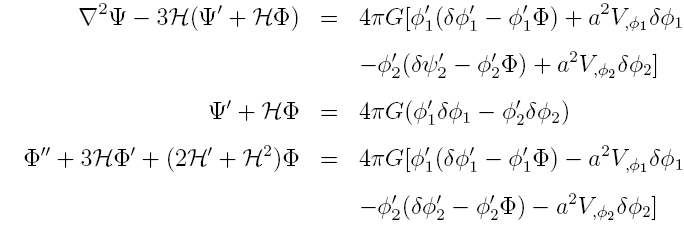 ∇²Ψ − 3ℋ(Ψ′ + ℋΦ) = 4πG[ϕ′₁(δϕ′₁ − ϕ′₁Φ) + a²V,ϕ₁δϕ₁
−ϕ′₂(δψ′₂ − ϕ′₂Φ) + a²V,ϕ₂δϕ₂]
Ψ′ + ℋΦ = 4πG(ϕ′₁δϕ₁ − ϕ′₂δϕ₂)
Φ′′ + 3ℋΦ′ + (2ℋ′ + ℋ²)Φ = 4πG[ϕ′₁(δϕ′₁ − ϕ′₁Φ) − a²V,ϕ₁δϕ₁
−ϕ′₂(δϕ′₂ − ϕ′₂Φ) − a²V,ϕ₂δϕ₂]